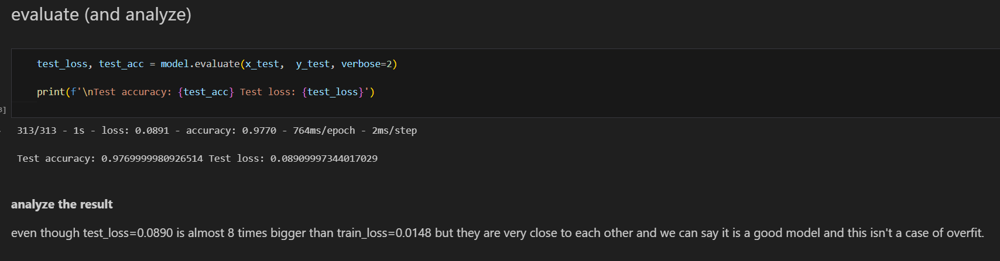 evaluate (and analyze)
test_loss, test_acc = model.evaluate(x_test,  y_test, verbose=2)
print(f'\nTest accuracy: {test_acc} Test loss: {test_loss}')
3]
313/313 - 1s - loss: 0.0891 - accuracy: 0.9770 - 764ms/epoch - 2ms/step
Test accuracy: 0.9769999980926514 Test loss: 0.08909997344017029
analyze the result
even though test_loss=0.0890 is almost 8 times bigger than train_loss=0.0148 but they are very close to each other and we can say it is a good model and this isn't a case of overfit.